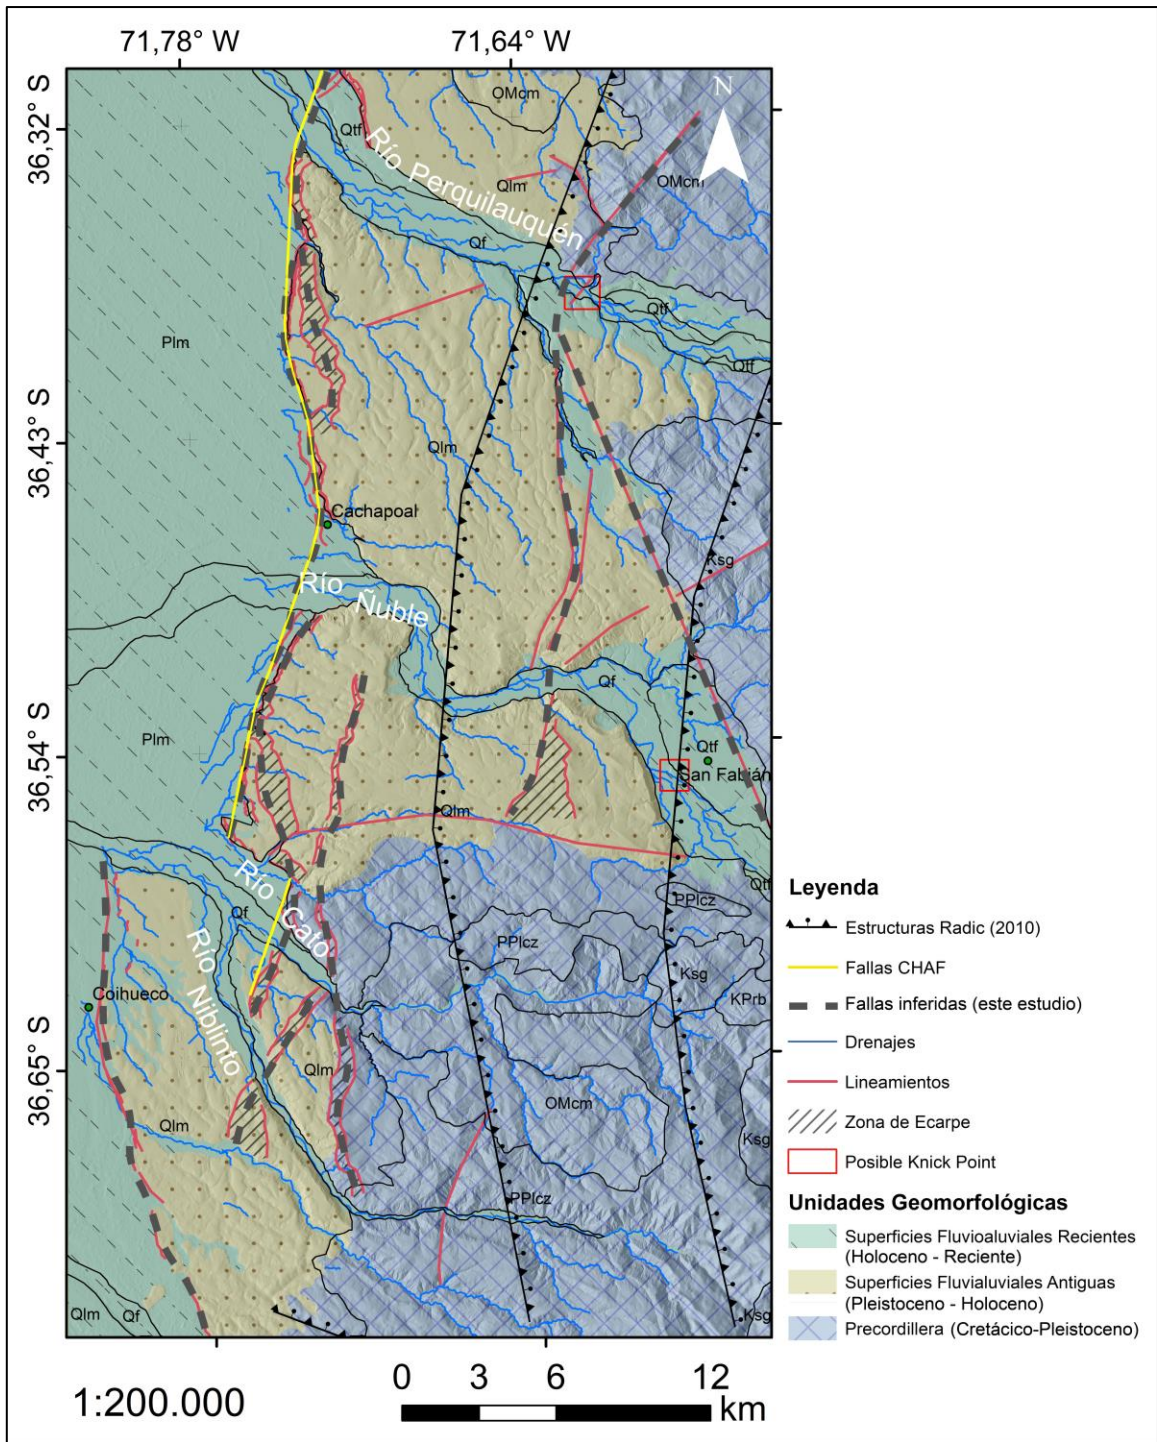 71,78° W
71,64° W
36,32° S
36,43° S
36,54° S
36,65° S
N
OMcm
Qtf
Río Perquilauquén
Qlm
OMcm
Qf
Qtf
Qtf
Plm
Qlm
Cachapoal
Ksg
Río Ñuble
Qf
Plm
Qtf
San Fabián
Qlm
Río Cato
Qf
Qtf
PPlcz
PPlcz
Ksg
KPrb
Coihueco
Río Niblinto
Qlm
OMcm
Qlm
Ksg
PPlcz
Qlm
Qf
Ksg
Leyenda
Estructuras Radic (2010)
Fallas CHAF
Fallas inferidas (este estudio)
Drenajes
Lineamientos
Zona de Ecarpe
Posible Knick Point
Unidades Geomorfológicas
Superficies Fluvioaluviales Recientes
(Holoceno - Reciente)
Superficies Fluvialuviales Antiguas
(Pleistoceno - Holoceno)
Precordillera (Cretácico-Pleistoceno)
1:200.000
0 3 6 12
km